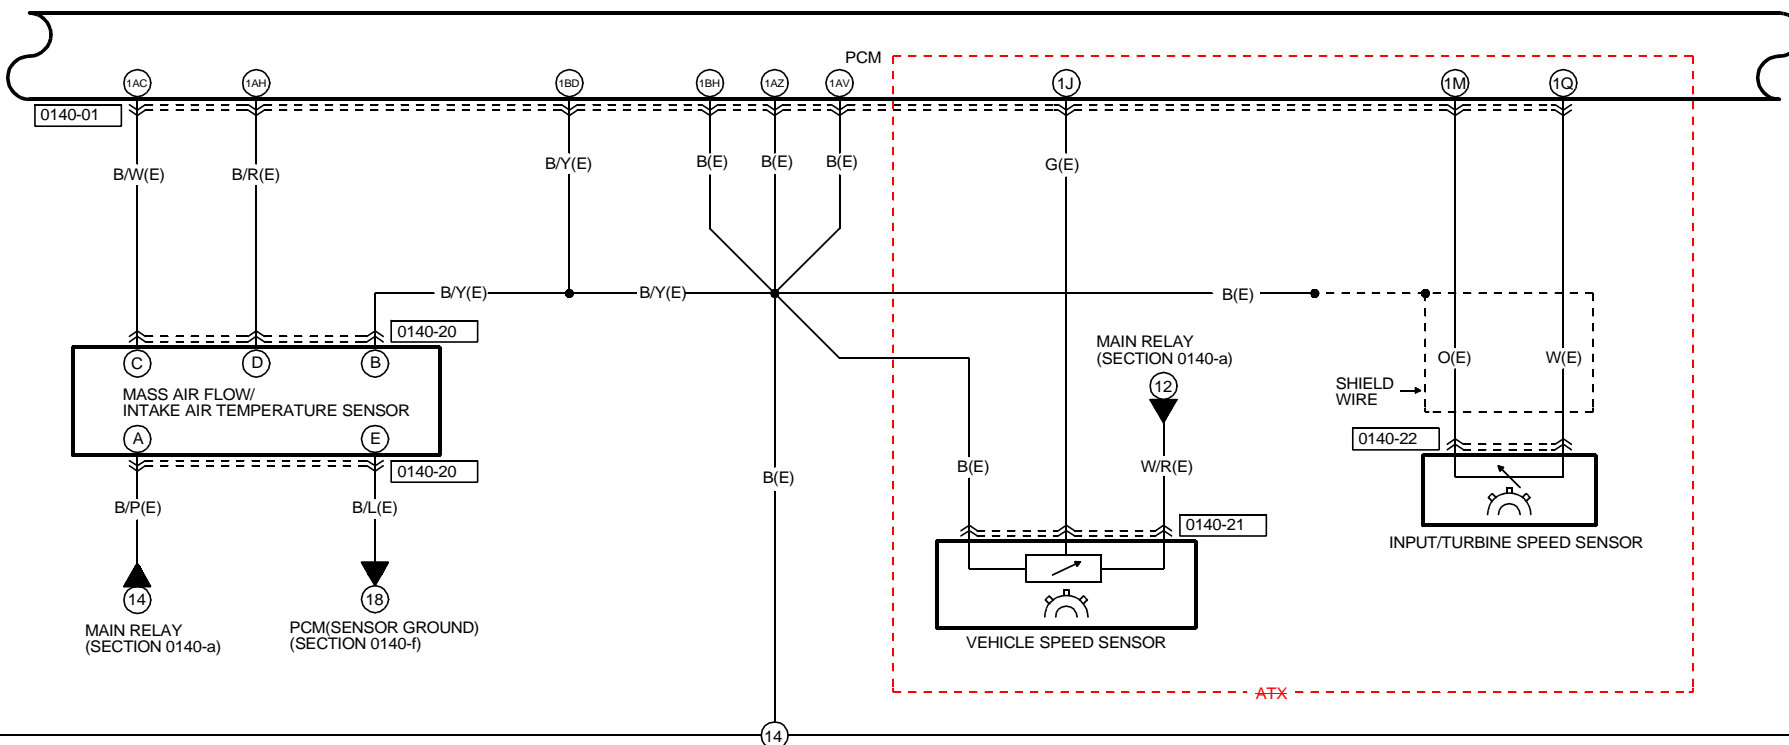 PCM
1AC 1AH 1BD 1BH 1AZ 1AV 1J 1M 1Q
0140-01
B/W(E) B/R(E) B/Y(E) B(E) B(E) B(E) G(E)
B/Y(E) B/Y(E) B(E)
0140-20
C D B
MASS AIR FLOW/
INTAKE AIR TEMPERATURE SENSOR
A E
0140-20
B/P(E) B/L(E)
14
MAIN RELAY
(SECTION 0140-a)
18
PCM(SENSOR GROUND)
(SECTION 0140-f)
B(E)
14
MAIN RELAY
(SECTION 0140-a)
12
B(E) W/R(E)
0140-21
VEHICLE SPEED SENSOR
O(E) W(E)
SHIELD
WIRE
0140-22
INPUT/TURBINE SPEED SENSOR
ATX